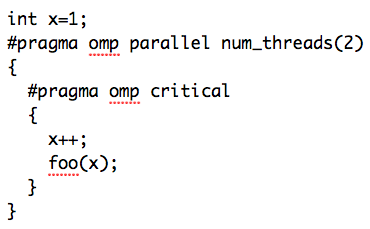 int x=1;
#pragma omp parallel num_threads(2)
{
  #pragma omp critical
  {
    x++;
    foo(x);
  }
}